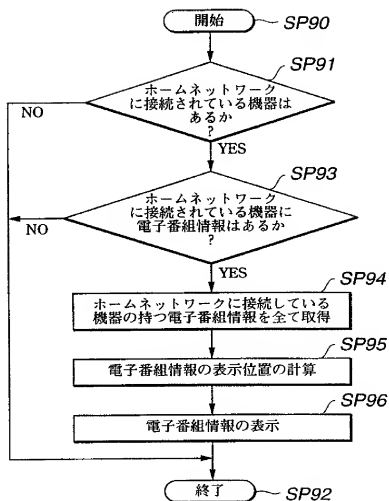 開始
SP90
SP91
ホームネットワーク
に接続されている機器は
あるか
?
NO
YES
SP93
ホームネットワーク
に接続されている機器に
電子番組情報はあるか
?
NO
YES
SP94
ホームネットワークに接続している
機器の持つ電子番組情報を全て取得
SP95
電子番組情報の表示位置の計算
SP96
電子番組情報の表示
終了
SP92